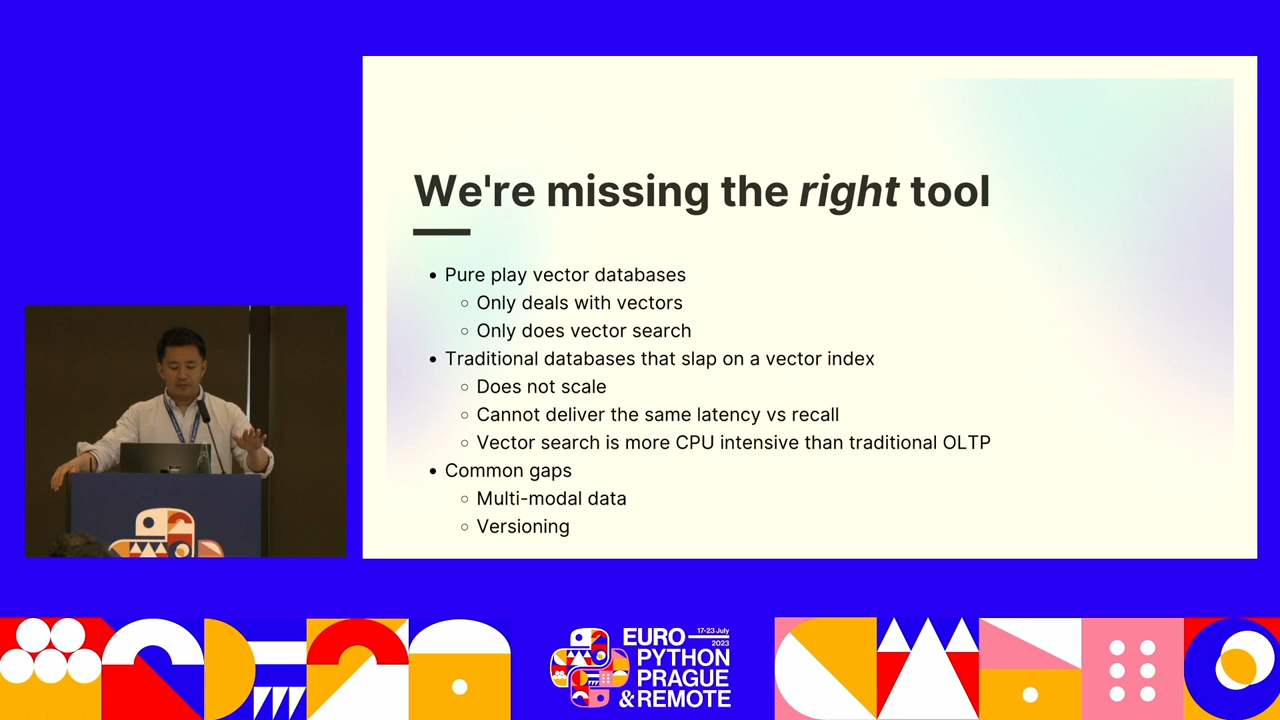 We're missing the right tool
Pure play vector databases
Only deals with vectors
Only does vector search
Traditional databases that slap on a vector index
Does not scale
Cannot deliver the same latency vs recall
Vector search is more CPU intensive than traditional OLTP
Common gaps
Multi-modal data
Versioning
EURO 17-23 July
2023
PYTHON
PRAGUE
&REMOTE